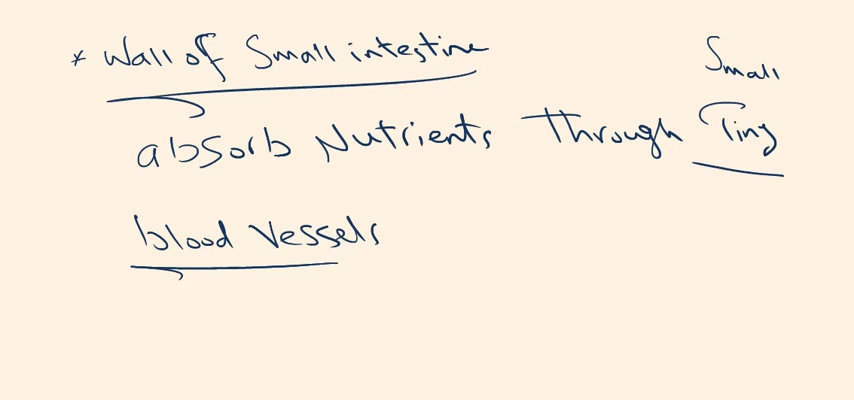 * Wall of Small intestine
Small
absorb Nutrients Through Tiny
blood Vessels